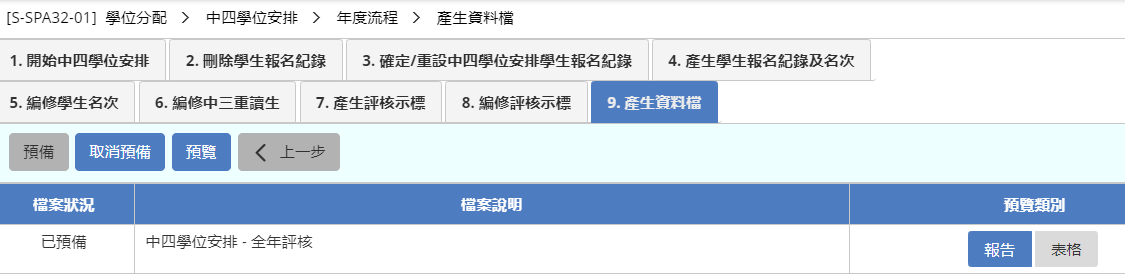 [S-SPA32-01] 學位分配 > 中四學位安排 > 年度流程 > 產生資料檔
1. 開始中四學位安排 2. 刪除學生報名紀錄 3. 確定/重設中四學位安排學生報名紀錄 4. 產生學生報名紀錄及名次
5. 編修學生名次 6. 編修中三重讀生 7. 產生評核示標 8. 編修評核示標 9. 產生資料檔
預備 取消預備 預覽 < 上一步
檔案狀況 檔案說明 預覽類別
已預備 中四學位安排 - 全年評核 報告 表格